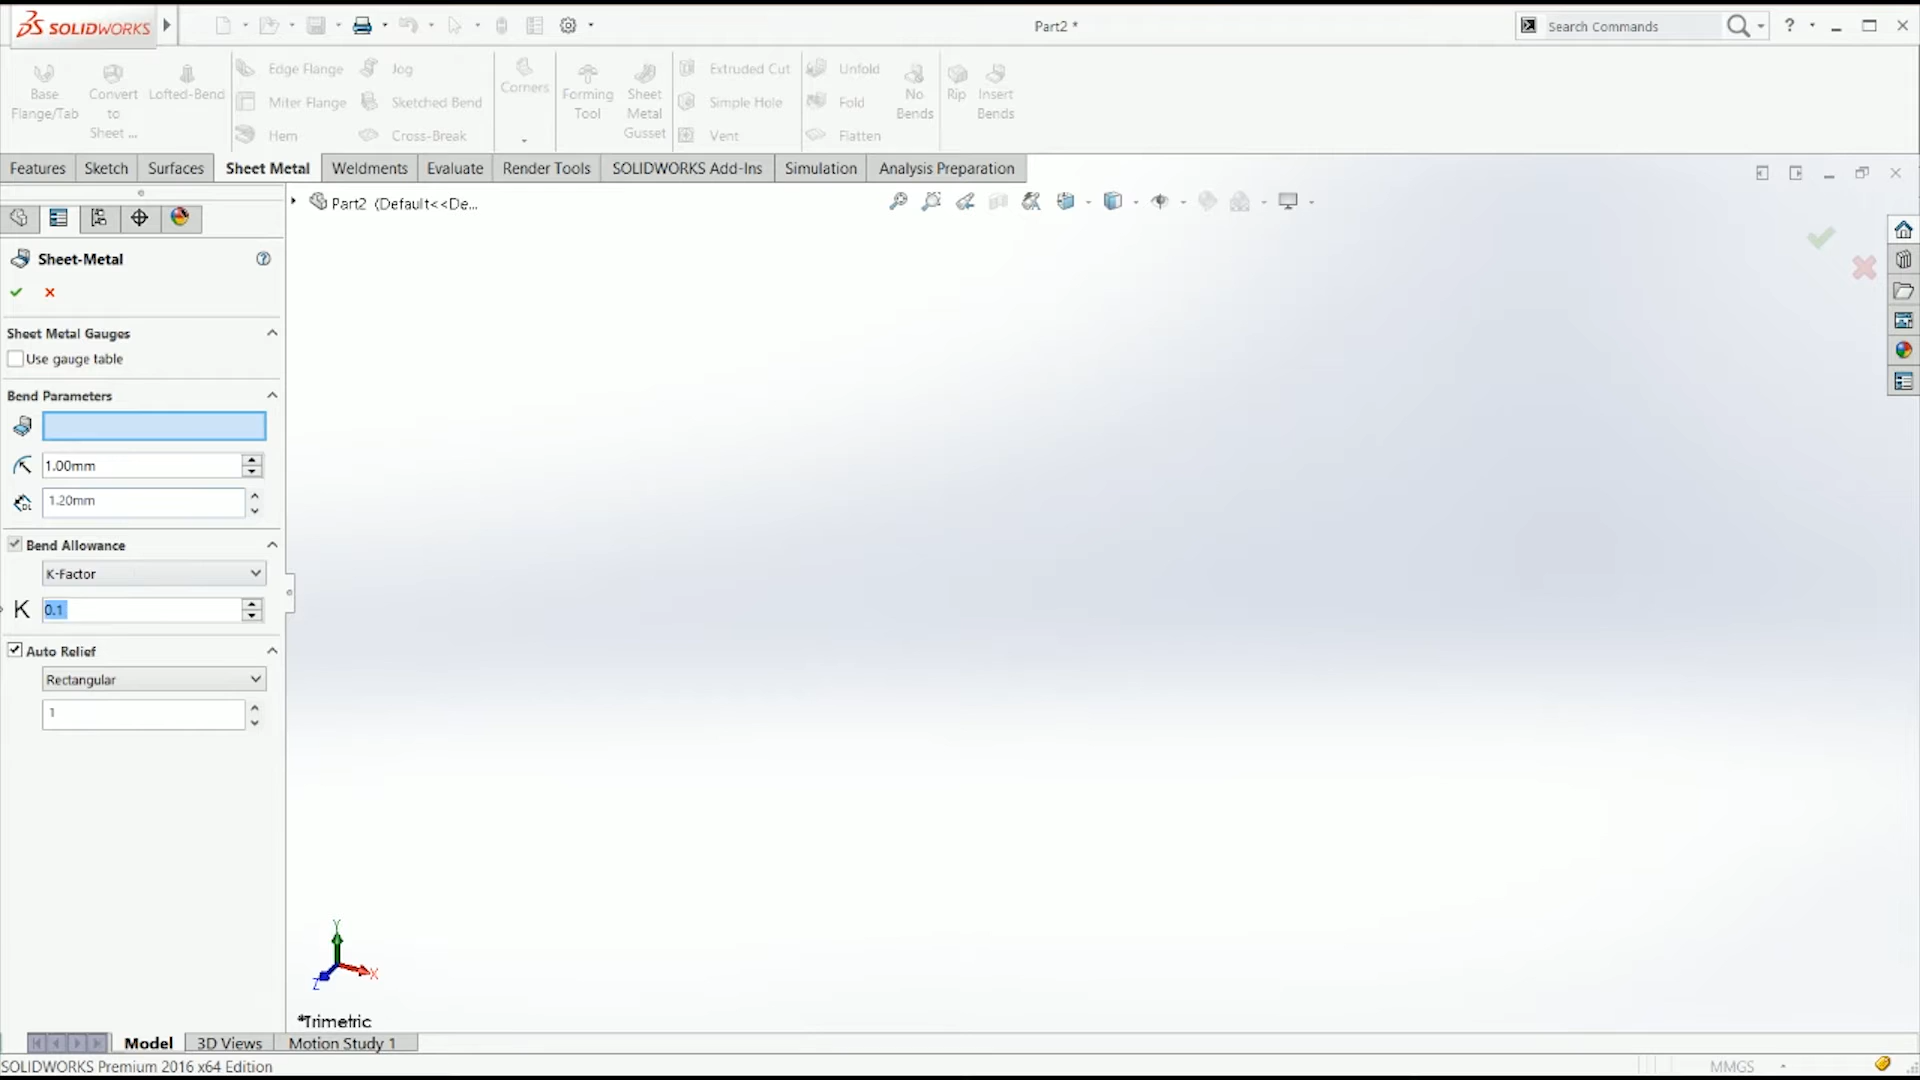 SOLIDWORKS
Part2 *
Search Commands
?
Base Flange/Tab
Convert to Sheet ...
Lofted-Bend
Edge Flange
Miter Flange
Hem
Jog
Sketched Bend
Cross-Break
Corners
Forming Tool
Sheet Metal Gusset
Extruded Cut
Simple Hole
Vent
Unfold
Fold
Flatten
No Bends
Rip
Insert Bends
Features Sketch Surfaces Sheet Metal Weldments Evaluate Render Tools SOLIDWORKS Add-Ins Simulation Analysis Preparation
Part2 (Default<<De...
Sheet-Metal
Sheet Metal Gauges
Use gauge table
Bend Parameters
1.00mm
1.20mm
Bend Allowance
K-Factor
K 0.1
Auto Relief
Rectangular
1
Y
X
Z
*Trimetric
Model 3D Views Motion Study 1
SOLIDWORKS Premium 2016 x64 Edition
MMGS